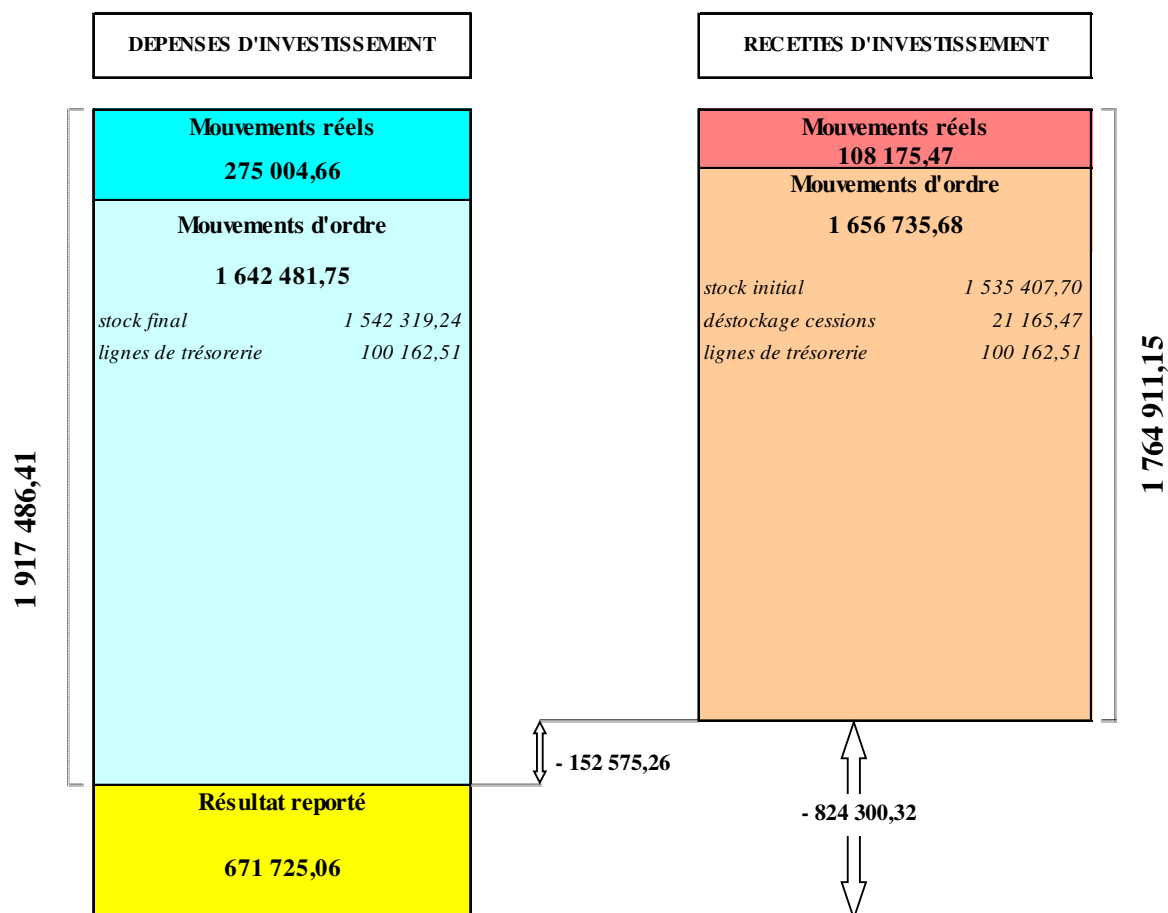 DEPENSES D'INVESTISSEMENT
Mouvements réels
275 004,66
Mouvements d'ordre
1 642 481,75
stock final 1 542 319,24
lignes de trésorerie 100 162,51
1 917 486,41
Résultat reporté
671 725,06
RECETTES D'INVESTISSEMENT
Mouvements réels
108 175,47
Mouvements d'ordre
1 656 735,68
stock initial 1 535 407,70
déstockage cessions 21 165,47
lignes de trésorerie 100 162,51
1 764 911,15
- 152 575,26
- 824 300,32